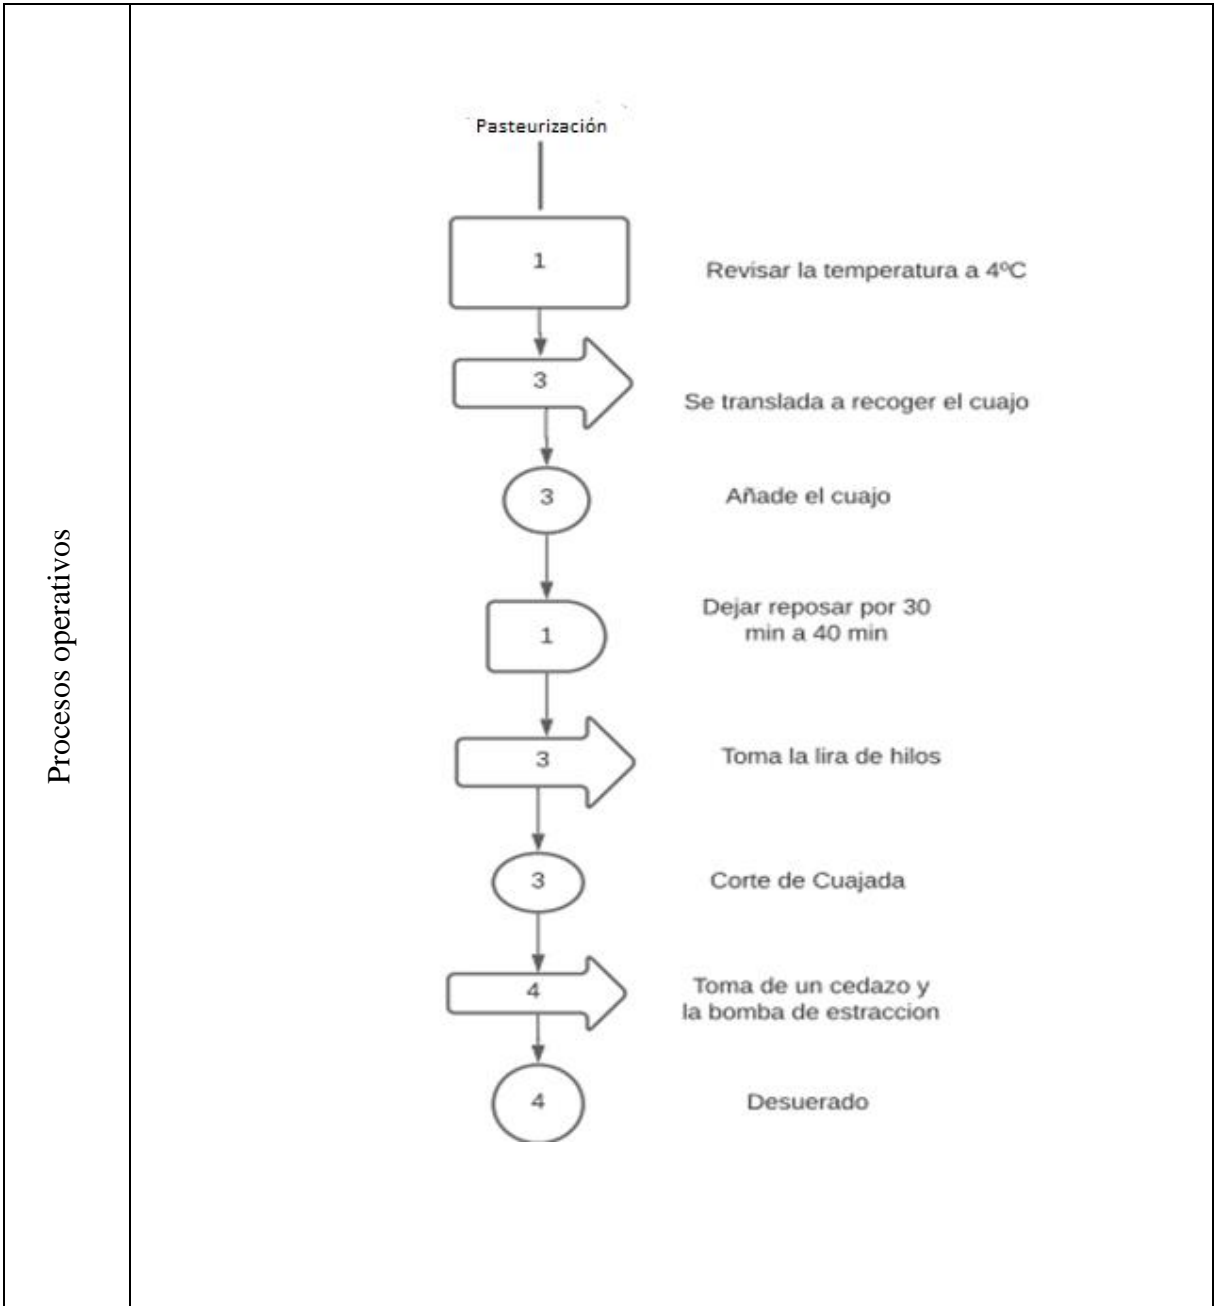 Procesos operativos
Pasteurización
1
Revisar la temperatura a 4ºC
3
Se translada a recoger el cuajo
3
Añade el cuajo
1
Dejar reposar por 30
min a 40 min
3
Toma la lira de hilos
3
Corte de Cuajada
4
Toma de un cedazo y
la bomba de estraccion
4
Desuerado